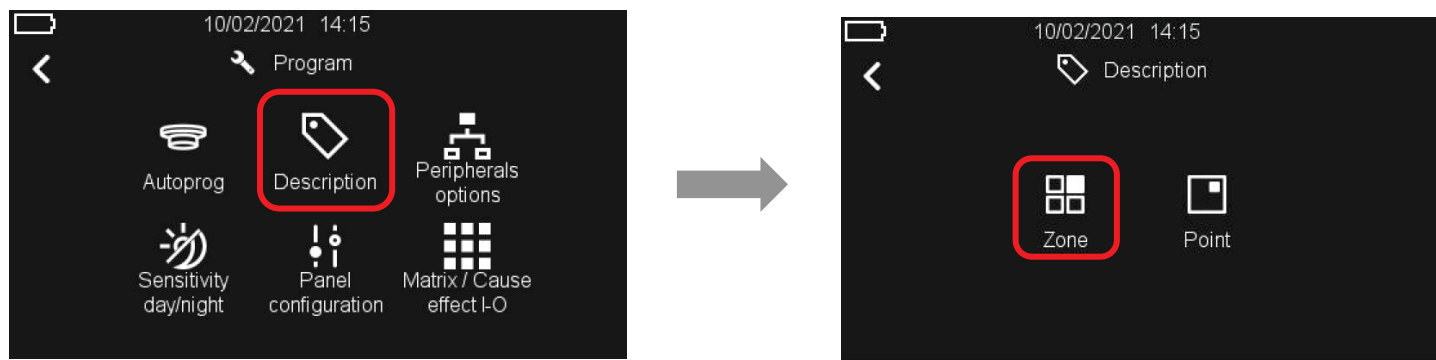 10/02/2021 14:15
Program
Autoprog
Description
Peripherals
options
Sensitivity
day/night
Panel
configuration
Matrix / Cause
effect I-O
10/02/2021 14:15
Description
Zone
Point